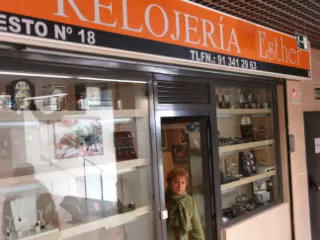 RELOJERÍA Esther
ESTO Nº 18
TLFN.: 91 341 29 63